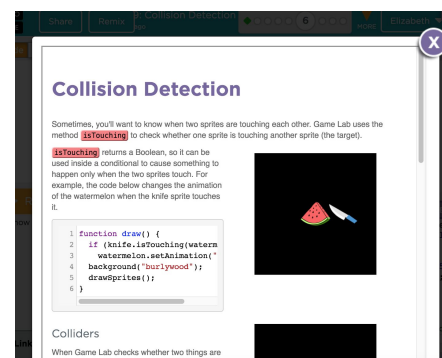 Share Remix 8: Collision Detection 6 MORE Elizabeth
X
Collision Detection
Sometimes, you'll want to know when two sprites are touching each other. Game Lab uses the
method isTouching to check whether one sprite is touching another sprite (the target).
isTouching returns a Boolean, so it can be
used inside a conditional to cause something to
happen only when the two sprites touch. For
example, the code below changes the animation
of the watermelon when the knife sprite touches
it.
1 function draw() {
2 if (knife.isTouching(waterm
3 watermelon.setAnimation("
4 background("burlywood");
5 drawSprites();
6 }
Colliders
When Game Lab checks whether two things are